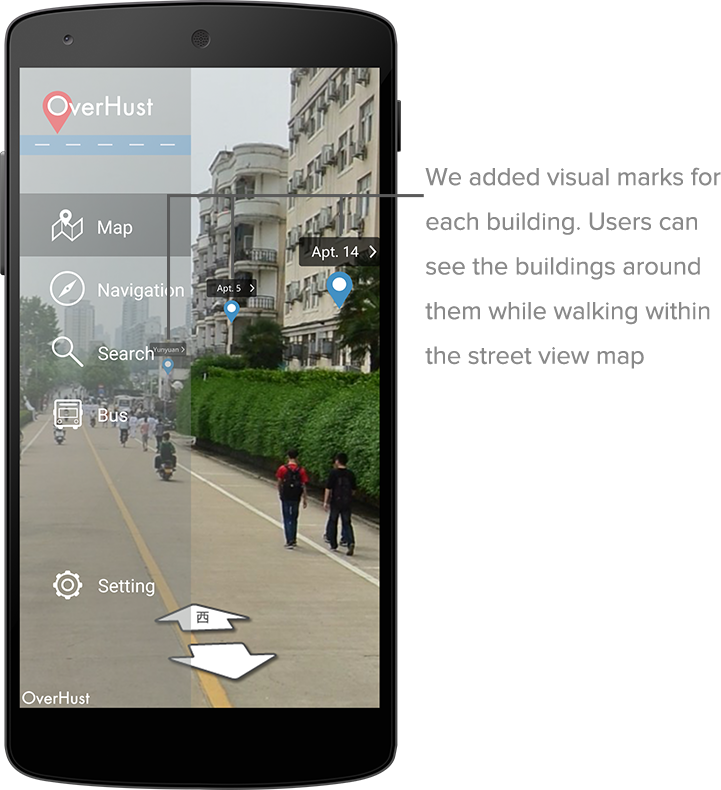 OverHust
Map
Navigation
Search
Bus
Setting
Apt. 14
Apt. 5
Yunyuan
西
OverHust
We added visual marks for
each building. Users can
see the buildings around
them while walking within
the street view map